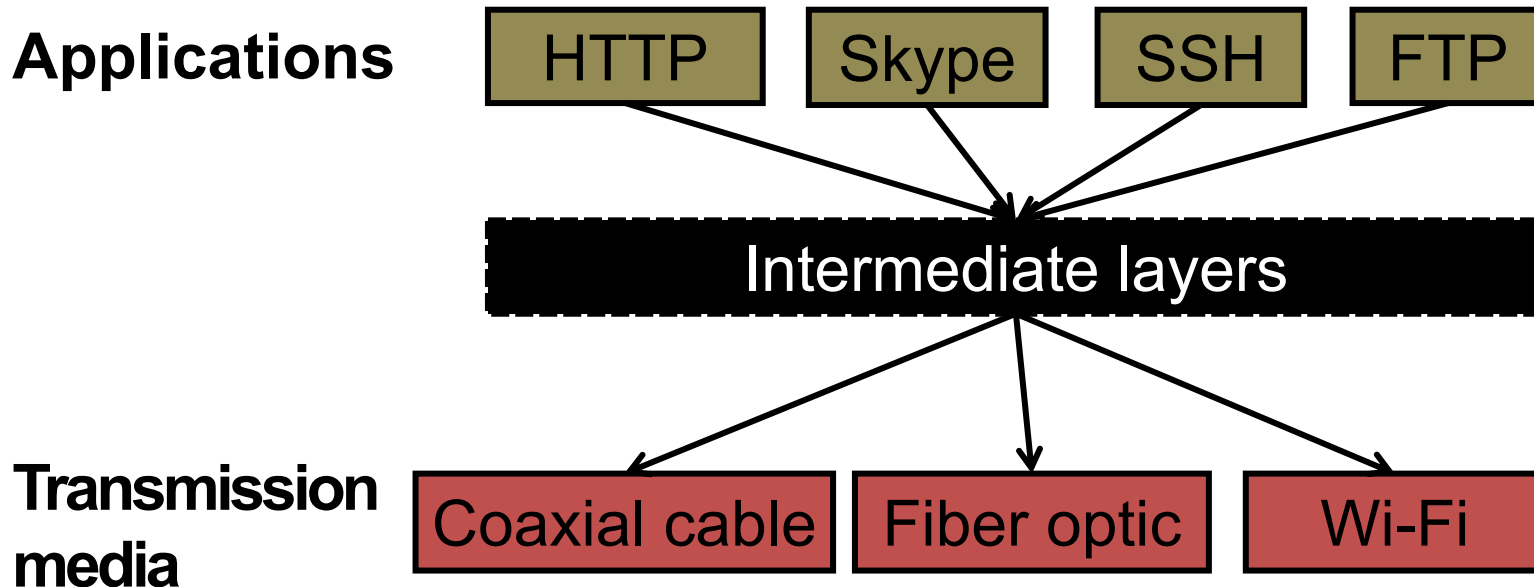 Applications
HTTP
Skype
SSH
FTP
Intermediate layers
Transmission
media
Coaxial cable
Fiber optic
Wi-Fi